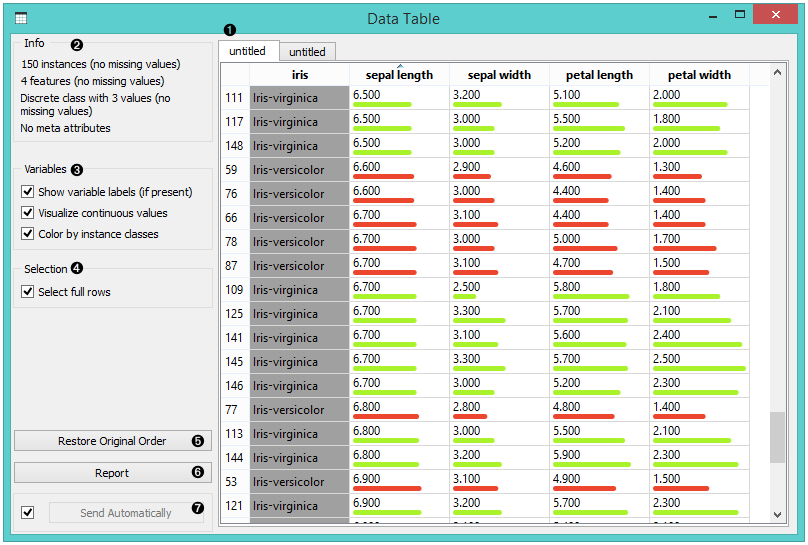 Data Table
Info ❷
150 instances (no missing values)
4 features (no missing values)
Discrete class with 3 values (no
missing values)
No meta attributes
Variables ❸
Show variable labels (if present)
Visualize continuous values
Color by instance classes
Selection ❹
Select full rows
Restore Original Order ❺
Report ❻
Send Automatically ❼
❶
untitled untitled
iris sepal length sepal width petal length petal width
111 Iris-virginica 6.500 3.200 5.100 2.000
117 Iris-virginica 6.500 3.000 5.500 1.800
148 Iris-virginica 6.500 3.000 5.200 2.000
59 Iris-versicolor 6.600 2.900 4.600 1.300
76 Iris-versicolor 6.600 3.000 4.400 1.400
66 Iris-versicolor 6.700 3.100 4.400 1.400
78 Iris-versicolor 6.700 3.000 5.000 1.700
87 Iris-versicolor 6.700 3.100 4.700 1.500
109 Iris-virginica 6.700 2.500 5.800 1.800
125 Iris-virginica 6.700 3.300 5.700 2.100
141 Iris-virginica 6.700 3.100 5.600 2.400
145 Iris-virginica 6.700 3.300 5.700 2.500
146 Iris-virginica 6.700 3.000 5.200 2.300
77 Iris-versicolor 6.800 2.800 4.800 1.400
113 Iris-virginica 6.800 3.000 5.500 2.100
144 Iris-virginica 6.800 3.200 5.900 2.300
53 Iris-versicolor 6.900 3.100 4.900 1.500
121 Iris-virginica 6.900 3.200 5.700 2.300